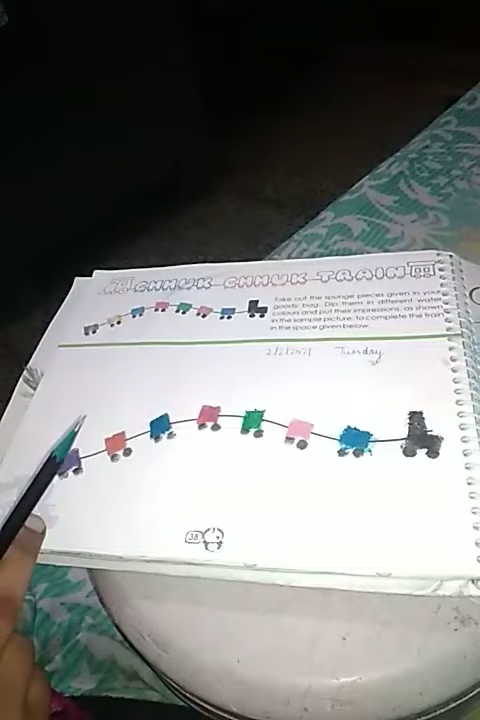 CHHUK CHHUK TRAIN
Take out the sponge pieces given in your
goody bag. Dip them in different water
colours and put their impressions, as shown
in the sample picture, to complete the train
in the space given below.
2/2/2021 Tuesday
38